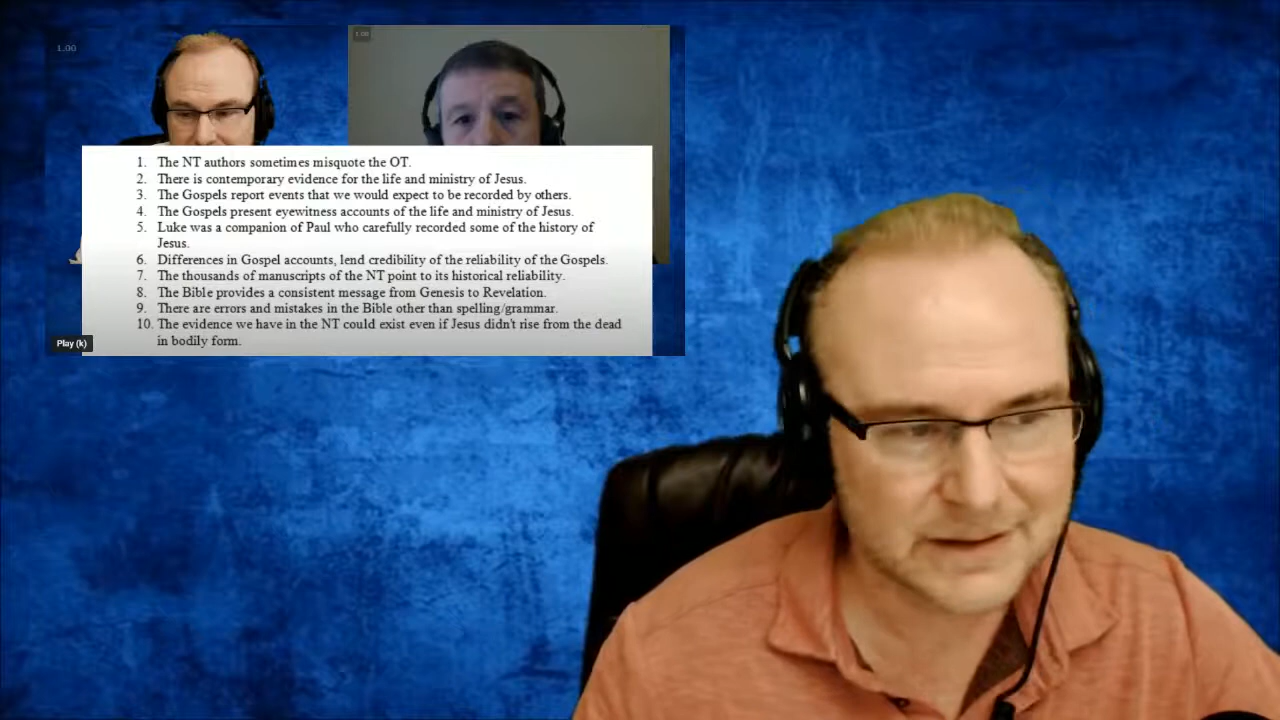 1.00
1.00
1. The NT authors sometimes misquote the OT.
2. There is contemporary evidence for the life and ministry of Jesus.
3. The Gospels report events that we would expect to be recorded by others.
4. The Gospels present eyewitness accounts of the life and ministry of Jesus.
5. Luke was a companion of Paul who carefully recorded some of the history of
Jesus.
6. Differences in Gospel accounts, lend credibility of the reliability of the Gospels.
7. The thousands of manuscripts of the NT point to its historical reliability.
8. The Bible provides a consistent message from Genesis to Revelation.
9. There are errors and mistakes in the Bible other than spelling/grammar.
10. The evidence we have in the NT could exist even if Jesus didn't rise from the dead
in bodily form.
Play (k)